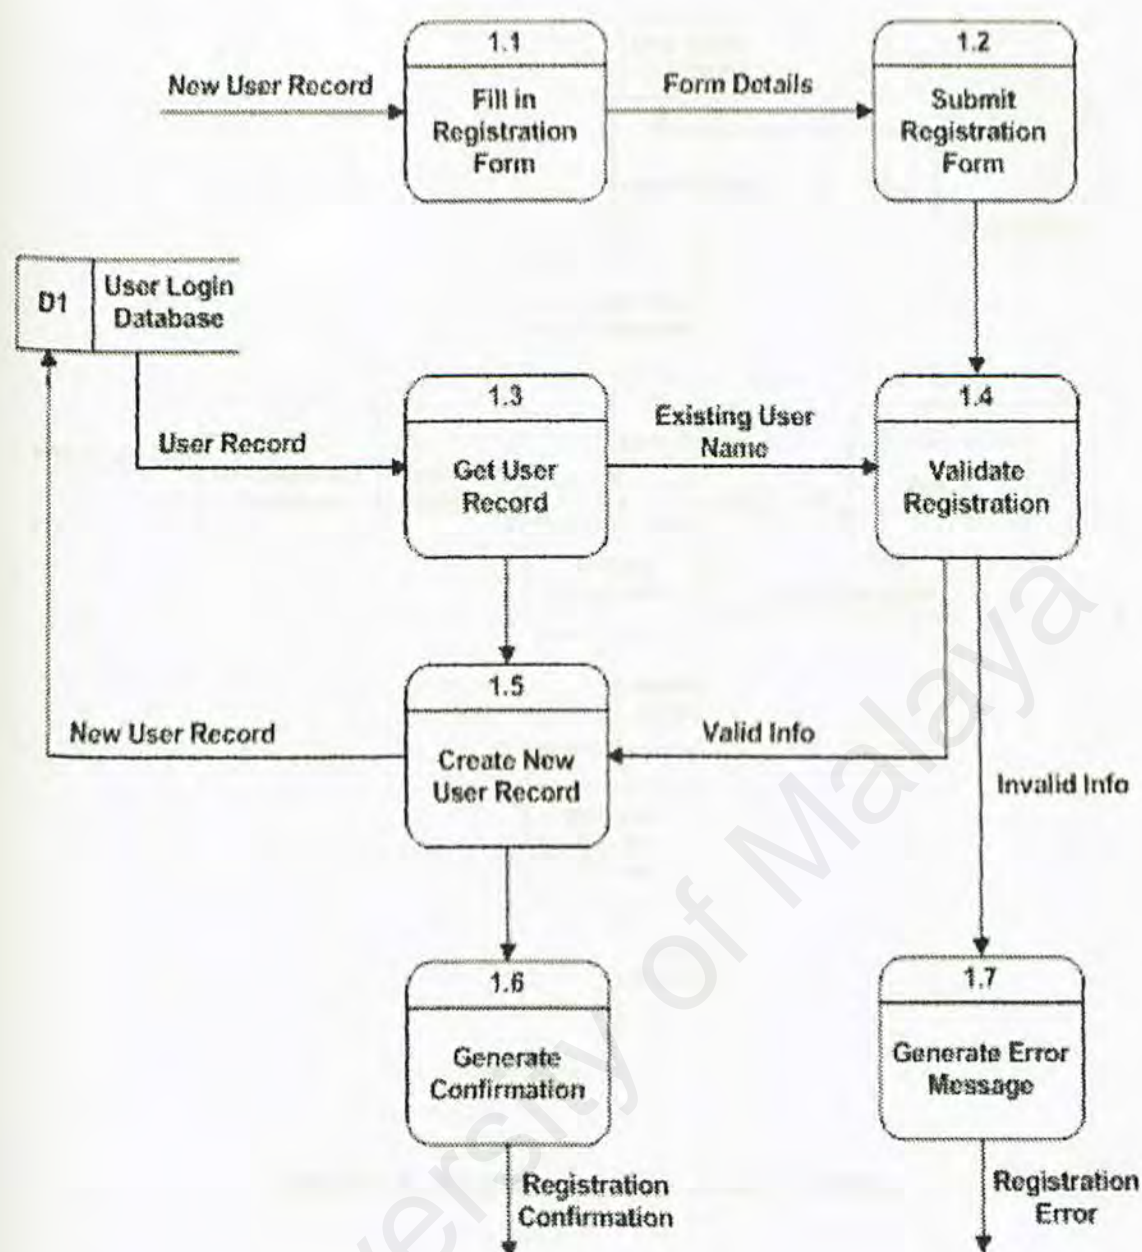 1.1
1.2
New User Record
Form Details
Fill in
Registration
Form
Submit
Registration
Form
D1
User Login
Database
1.3
1.4
User Record
Existing User
Name
Get User
Record
Validate
Registration
1.5
New User Record
Valid Info
Create New
User Record
Invalid Info
1.6
1.7
Generate
Confirmation
Generate Error
Message
Registration
Confirmation
Registration
Error
University of Malaya